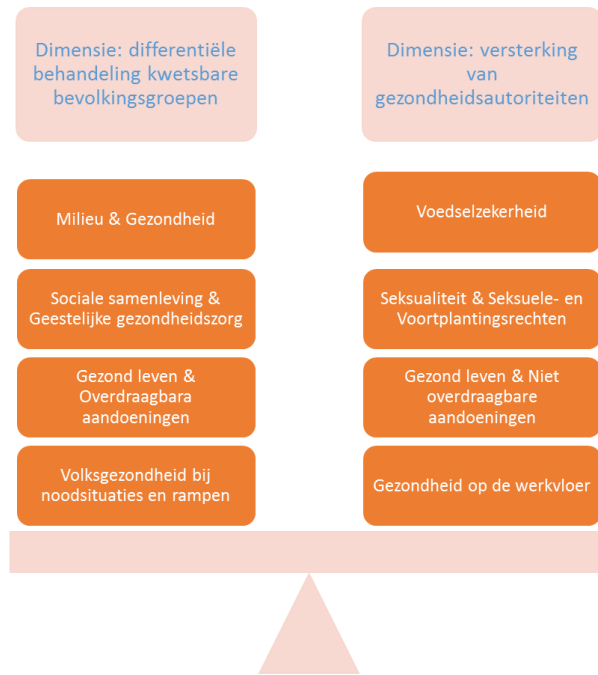 Dimensie: differentiële
behandeling kwetsbare
bevolkingsgroepen
Dimensie: versterking
van
gezondheidsautoriteiten
Milieu & Gezondheid
Voedselzekerheid
Sociale samenleving &
Geestelijke gezondheidszorg
Seksualiteit & Seksuele- en
Voortplantingsrechten
Gezond leven &
Overdraagbara
aandoeningen
Gezond leven & Niet
overdraagbare
aandoeningen
Volksgezondheid bij
noodsituaties en rampen
Gezondheid op de werkvloer